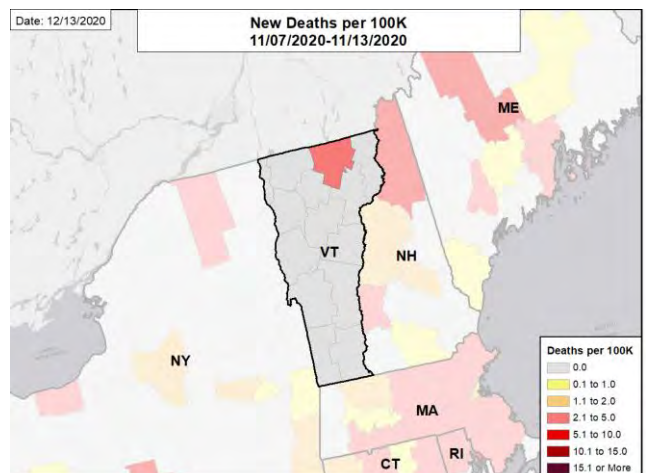 Date: 12/13/2020
New Deaths per 100K
11/07/2020-11/13/2020
ME
VT
NH
NY
MA
CT
RI
Deaths per 100K
0.0
0.1 to 1.0
1.1 to 2.0
2.1 to 5.0
5.1 to 10.0
10.1 to 15.0
15.1 or More